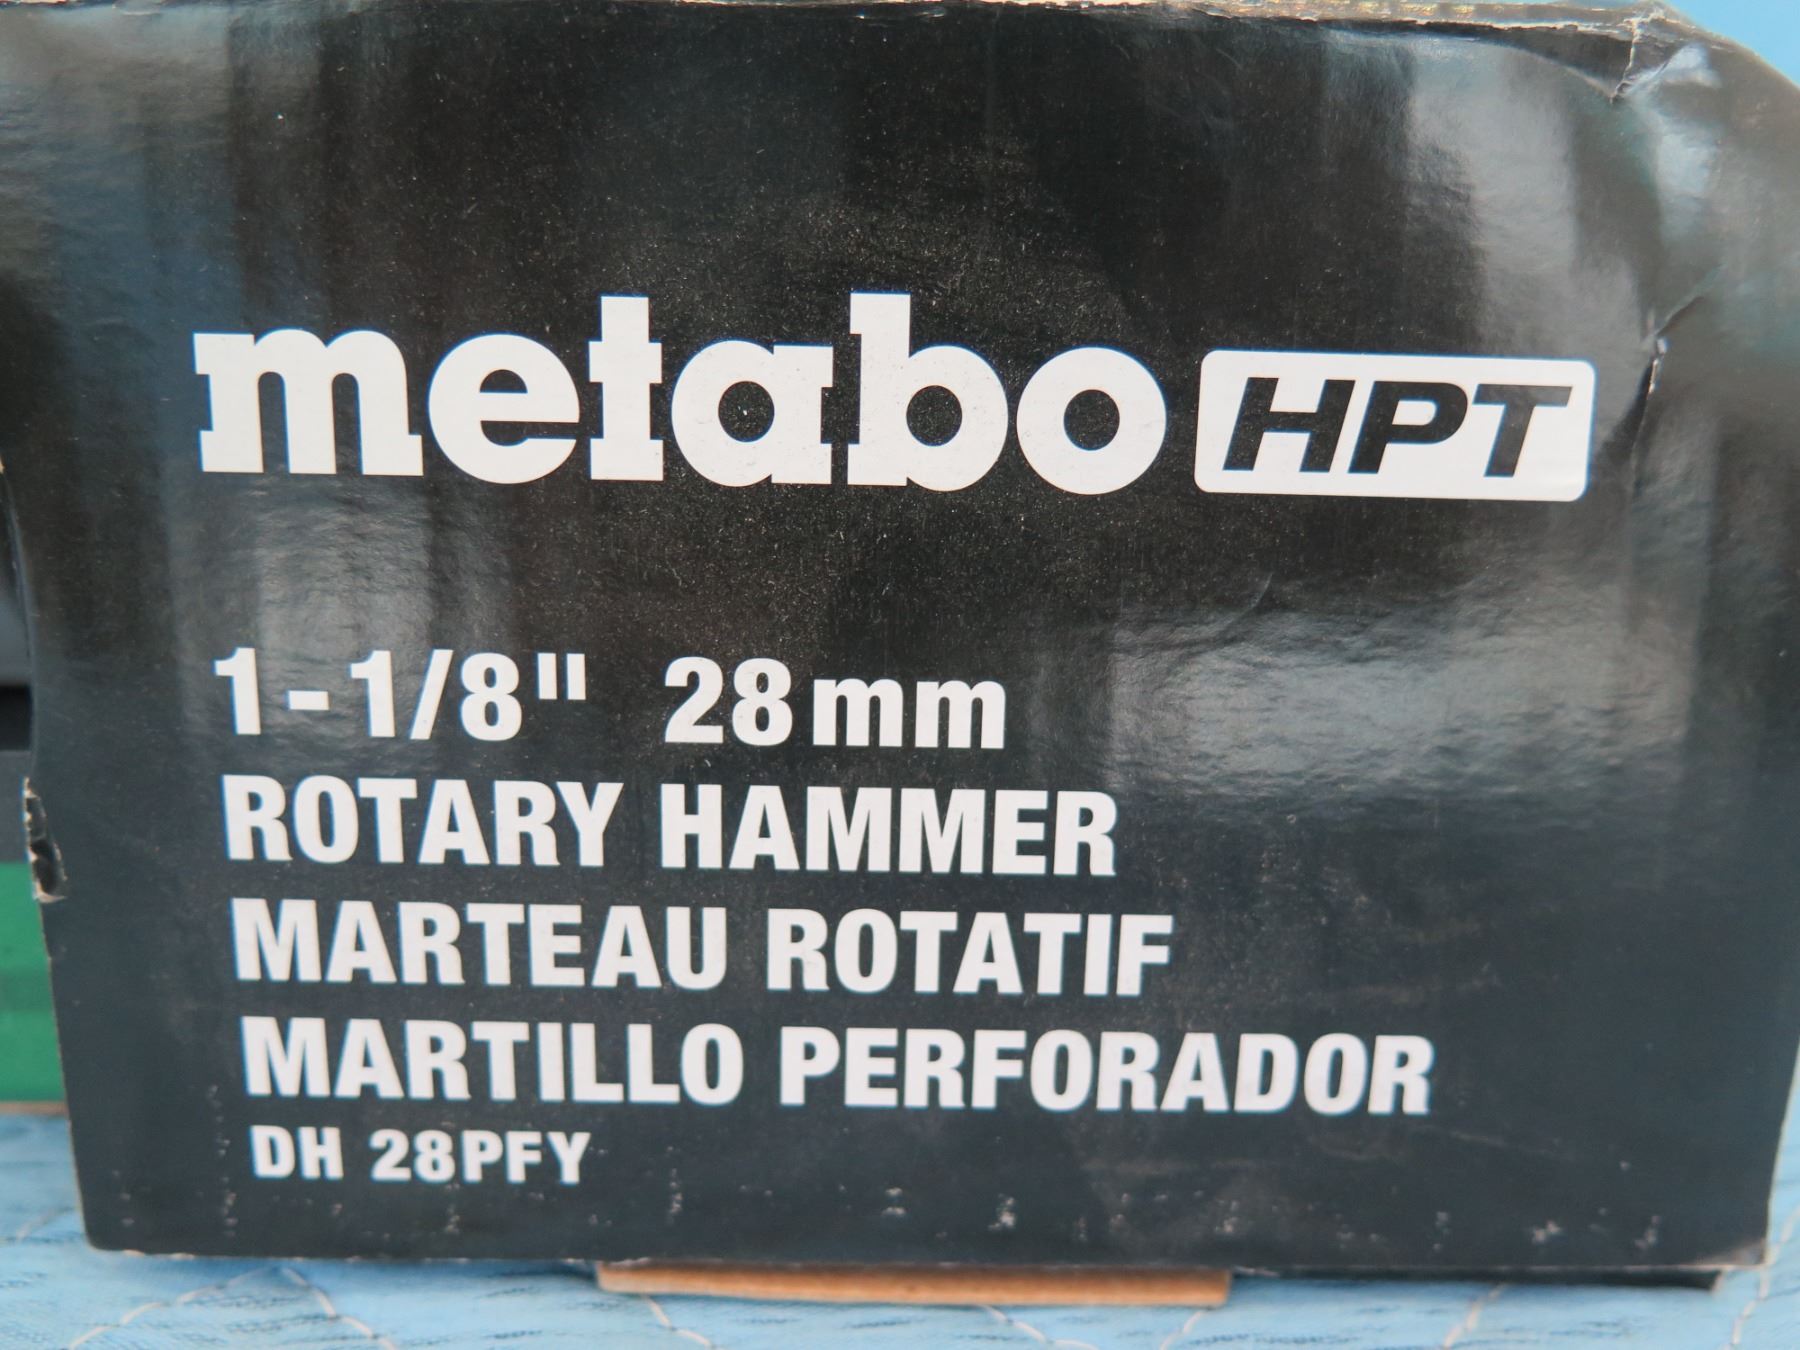 metabo HPT
1-1/8" 28mm
ROTARY HAMMER
MARTEAU ROTATIF
MARTILLO PERFORADOR
DH 28PFY